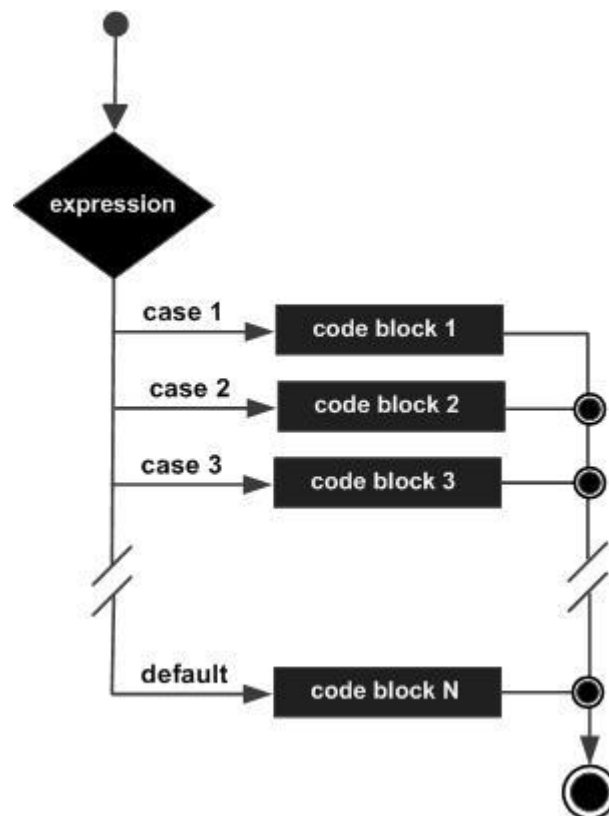 expression
case 1
code block 1
case 2
code block 2
case 3
code block 3
default
code block N